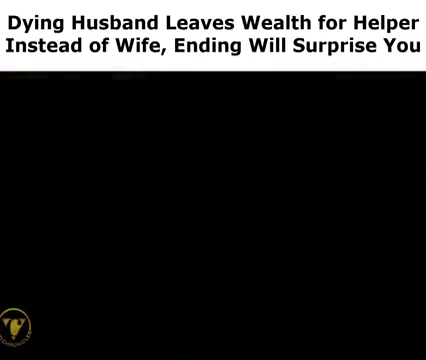 Dying Husband Leaves Wealth for Helper
Instead of Wife, Ending Will Surprise You